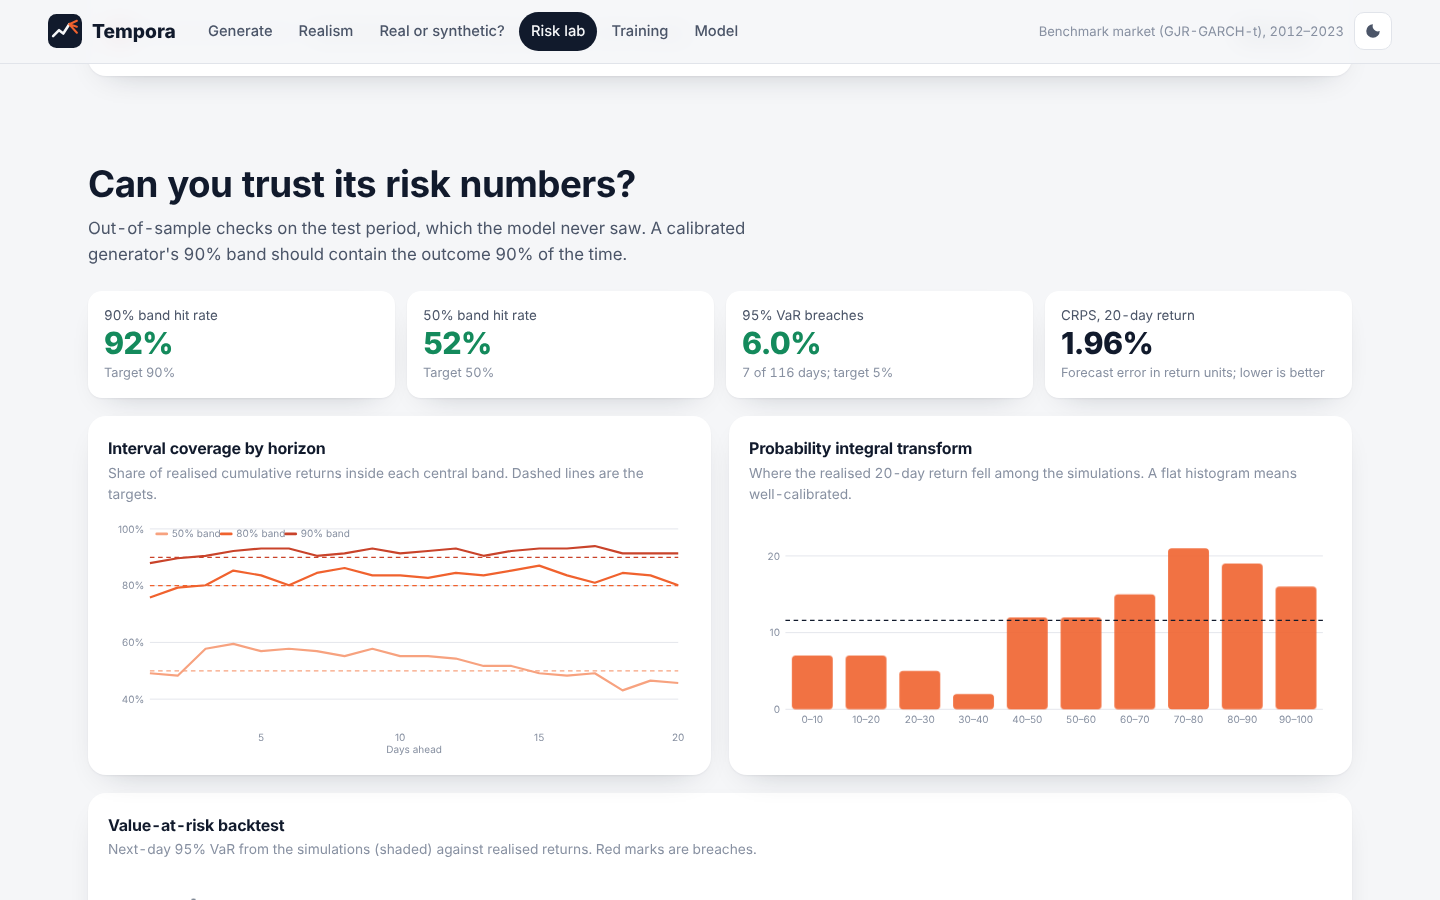 Tempora
Generate
Realism
Real or synthetic?
Risk lab
Training
Model
Benchmark market (GJR-GARCH-t), 2012–2023
Can you trust its risk numbers?
Out-of-sample checks on the test period, which the model never saw. A calibrated
generator's 90% band should contain the outcome 90% of the time.
90% band hit rate
92%
Target 90%
50% band hit rate
52%
Target 50%
95% VaR breaches
6.0%
7 of 116 days; target 5%
CRPS, 20-day return
1.96%
Forecast error in return units; lower is better
Interval coverage by horizon
Share of realised cumulative returns inside each central band. Dashed lines are the
targets.
50% band
80% band
90% band
100%
80%
60%
40%
5
10
15
20
Days ahead
Probability integral transform
Where the realised 20-day return fell among the simulations. A flat histogram means
well-calibrated.
20
10
0
0–10
10–20
20–30
30–40
40–50
50–60
60–70
70–80
80–90
90–100
Value-at-risk backtest
Next-day 95% VaR from the simulations (shaded) against realised returns. Red marks are breaches.